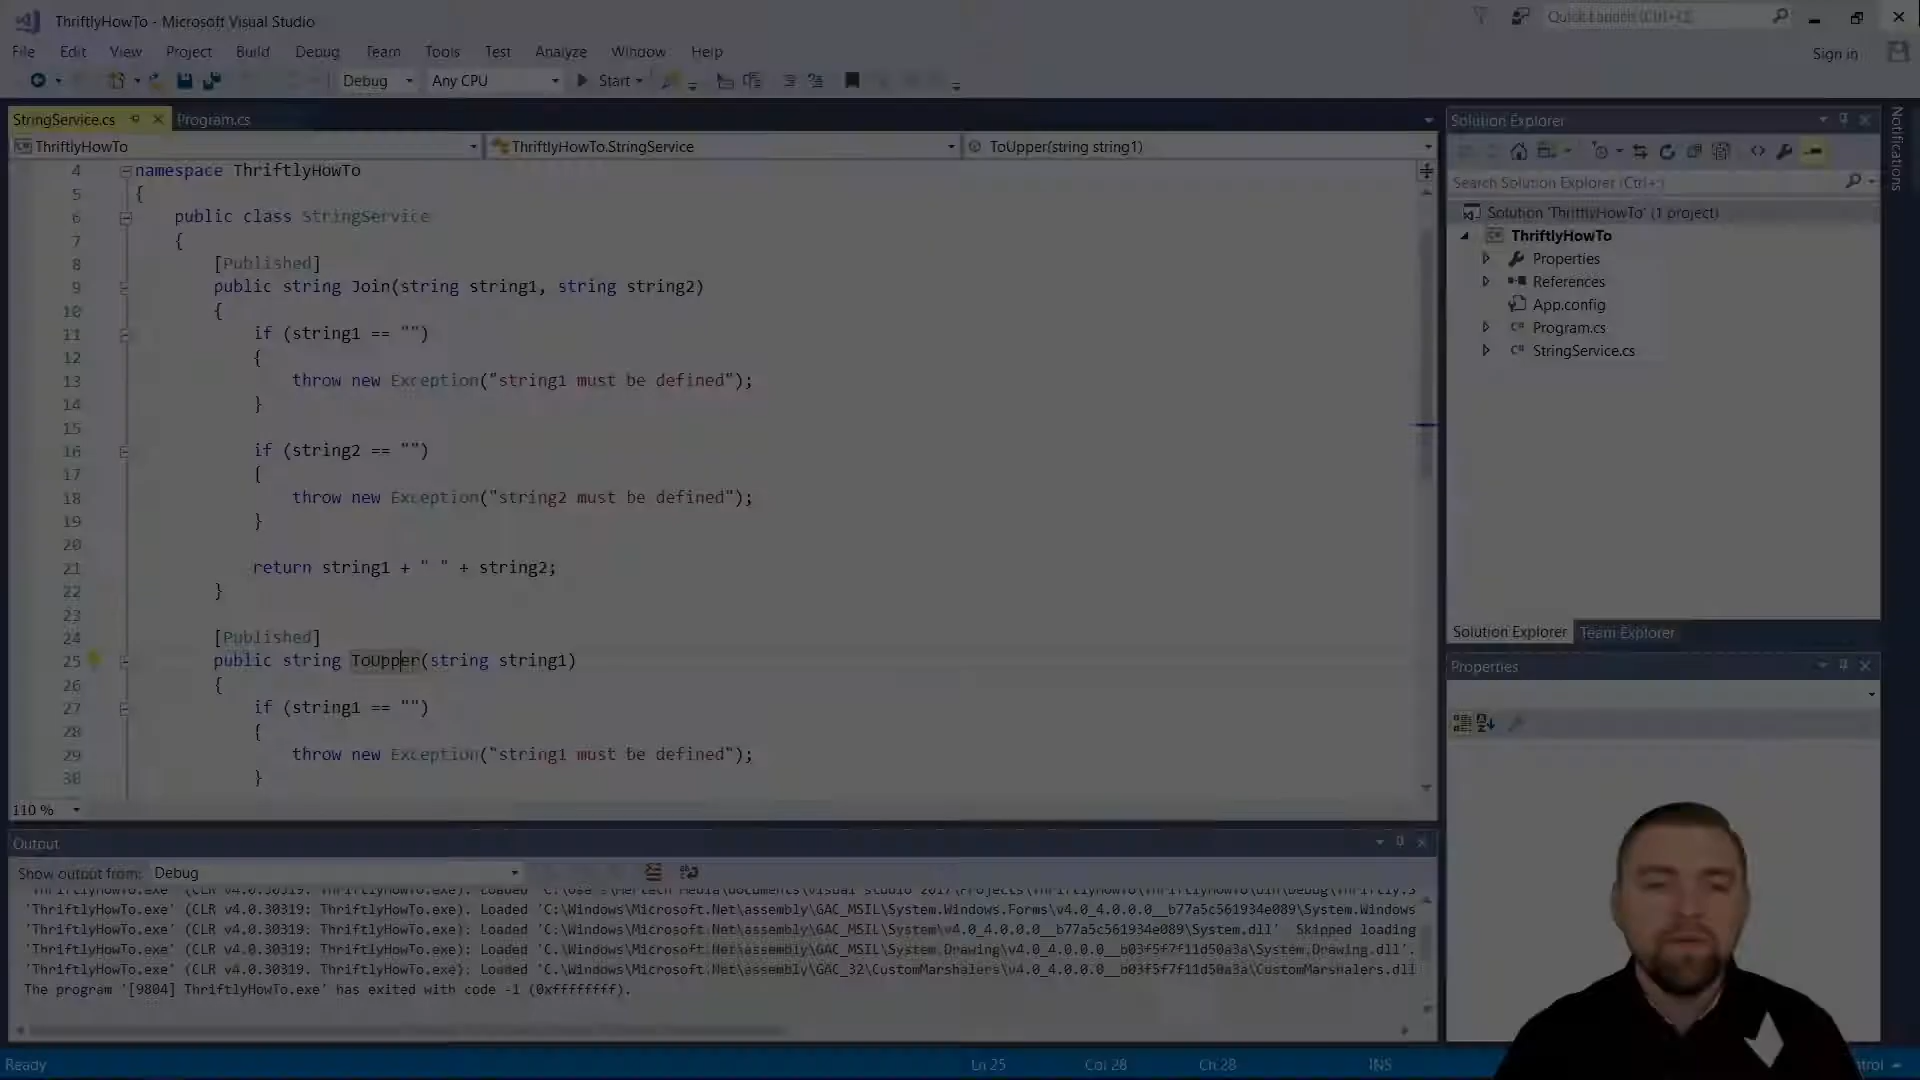 ThriftlyHowTo - Microsoft Visual Studio
Quick Launch (Ctrl+Q)
File Edit View Project Build Debug Team Tools Test Analyze Window Help
Sign in
Debug Any CPU Start
StringService.cs Program.cs
ThriftlyHowTo ThriftlyHowTo.StringService ToUpper(string string1)
4 namespace ThriftlyHowTo
5 {
6 public class StringService
7 {
8 [Published]
9 public string Join(string string1, string string2)
10 {
11 if (string1 == "")
12 {
13 throw new Exception("string1 must be defined");
14 }
15
16 if (string2 == "")
17 {
18 throw new Exception("string2 must be defined");
19 }
20
21 return string1 + " " + string2;
22 }
23
24 [Published]
25 public string ToUpper(string string1)
26 {
27 if (string1 == "")
28 {
29 throw new Exception("string1 must be defined");
30 }
110 %
Solution Explorer
Notifications
Search Solution Explorer (Ctrl+;)
Solution 'ThriftlyHowTo' (1 project)
ThriftlyHowTo
Properties
References
App.config
C# Program.cs
C# StringService.cs
Solution Explorer Team Explorer
Properties
Output
Show output from: Debug
'ThriftlyHowTo.exe' (CLR v4.0.30319: ThriftlyHowTo.exe). Loaded
'ThriftlyHowTo.exe' (CLR v4.0.30319: ThriftlyHowTo.exe). Loaded 'C:\Windows\Microsoft.Net\assembly\GAC_MSIL\System.Windows.Forms\v4.0_4.0.0.0__b77a5c561934e089\System.Windows
'ThriftlyHowTo.exe' (CLR v4.0.30319: ThriftlyHowTo.exe). Loaded 'C:\Windows\Microsoft.Net\assembly\GAC_MSIL\System\v4.0_4.0.0.0__b77a5c561934e089\System.dll'. Skipped loading
'ThriftlyHowTo.exe' (CLR v4.0.30319: ThriftlyHowTo.exe). Loaded 'C:\Windows\Microsoft.Net\assembly\GAC_MSIL\System.Drawing\v4.0_4.0.0.0__b03f5f7f11d50a3a\System.Drawing.dll'.
'ThriftlyHowTo.exe' (CLR v4.0.30319: ThriftlyHowTo.exe). Loaded 'C:\Windows\Microsoft.Net\assembly\GAC_32\CustomMarshalers\v4.0_4.0.0.0__b03f5f7f11d50a3a\CustomMarshalers.dll
The program '[9804] ThriftlyHowTo.exe' has exited with code -1 (0xffffffff).
Ready Ln 25 Col 28 Ch 28 INS